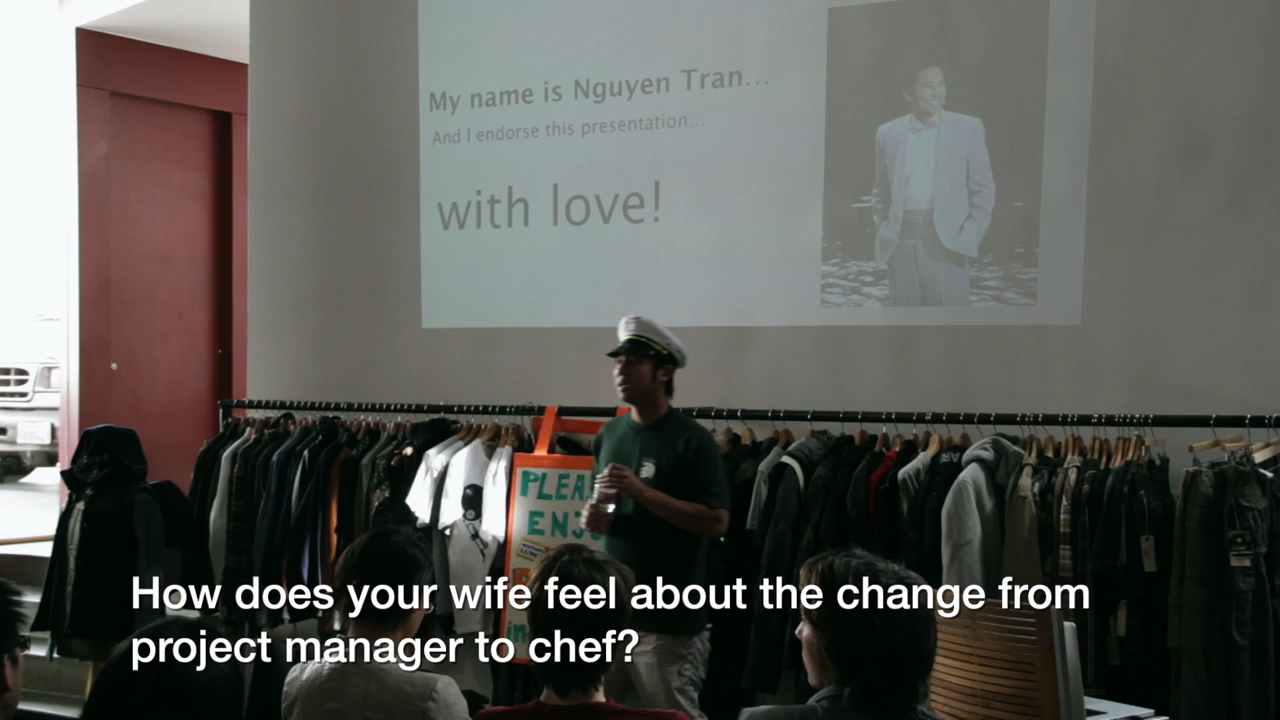 My name is Nguyen Tran...
And I endorse this presentation...
with love!
PLEA
ENJ
How does your wife feel about the change from
project manager to chef?